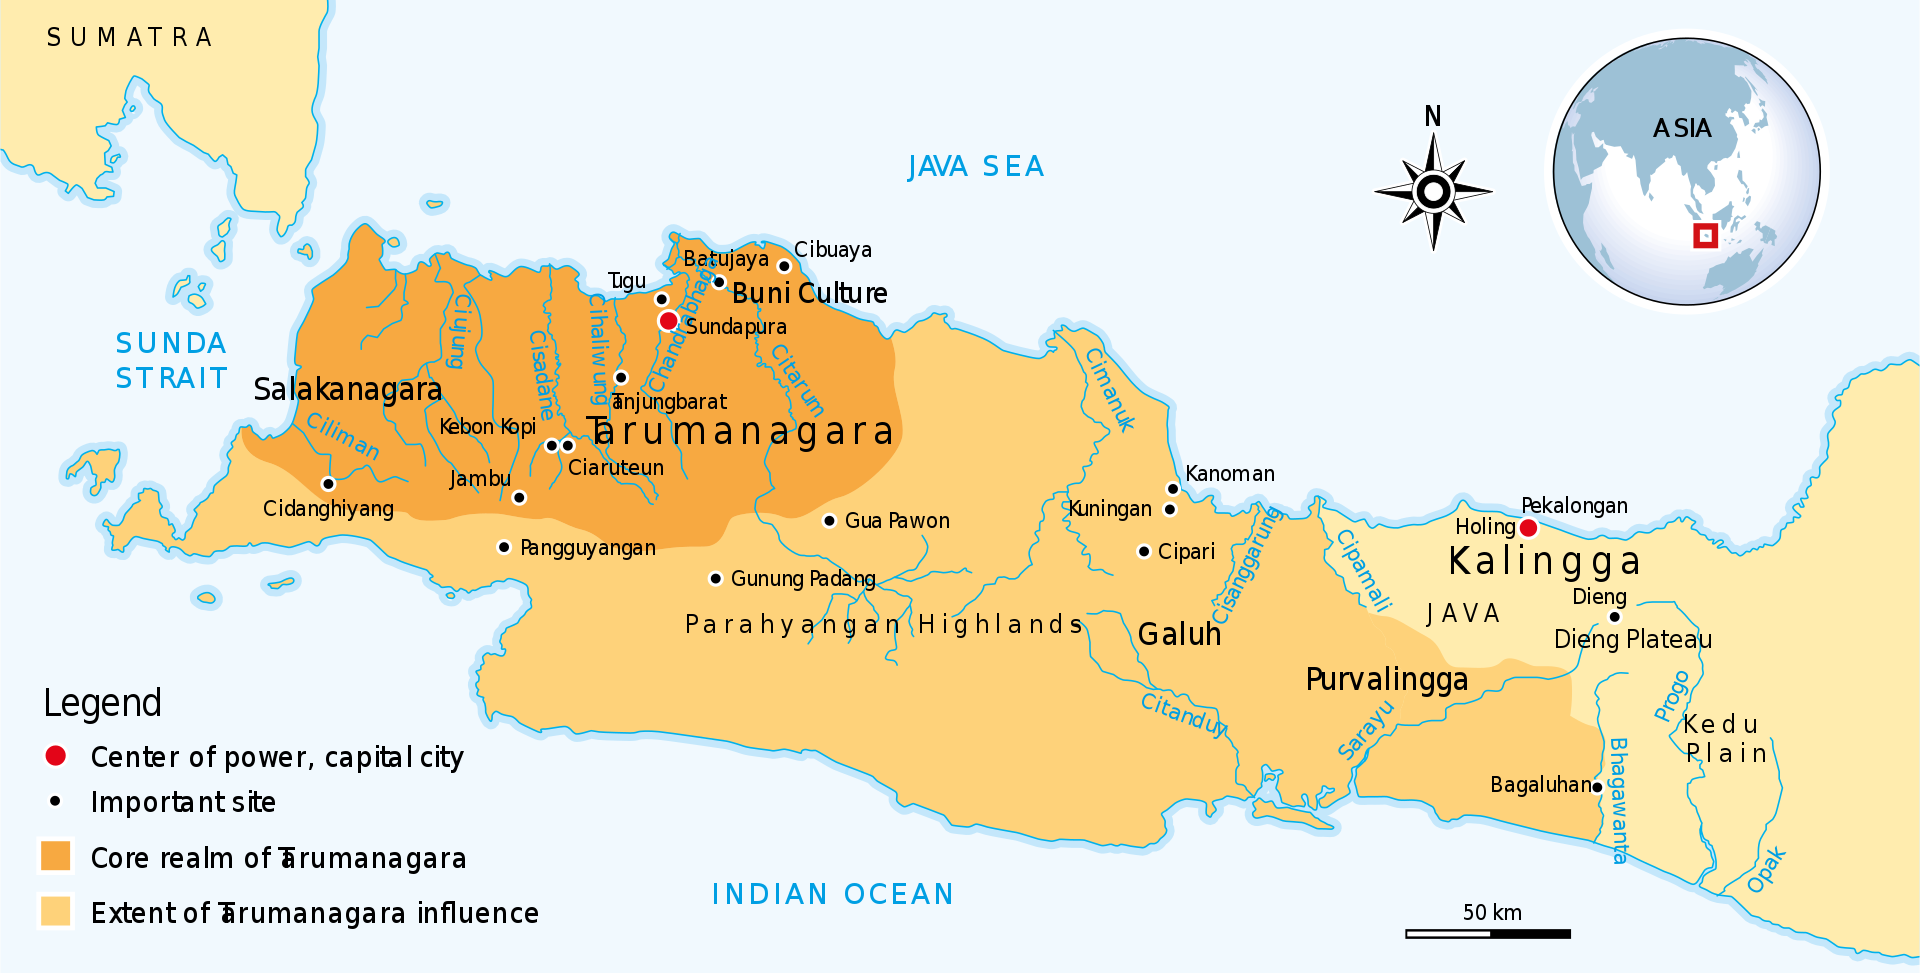 SUMATRA
N
ASIA
JAVA SEA
SUNDA
STRAIT
Cibuaya
Batujaya
Tugu
Buni Culture
Sundapura
Chandrabhaga
Ciujung
Cisadane
Cihaliwung
Citarum
Cimanuk
Salakanagara
Tanjungbarat
Ciliman
Kebon Kopi
Tarumanagara
Ciaruteun
Jambu
Cidanghiyang
Kanoman
Kuningan
Gua Pawon
Pangguyangan
Cipari
Gunung Padang
Cisanggarung
Cipamali
Pekalongan
Holing
Kalingga
Dieng
JAVA
Dieng Plateau
Parahyangan Highlands
Galuh
Purvalingga
Citanduy
Sarayu
Progo
Kedu
Plain
Bagaluhan
Bhagawanta
Opak
INDIAN OCEAN
50 km
Legend
Center of power, capital city
Important site
Core realm of Tarumanagara
Extent of Tarumanagara influence